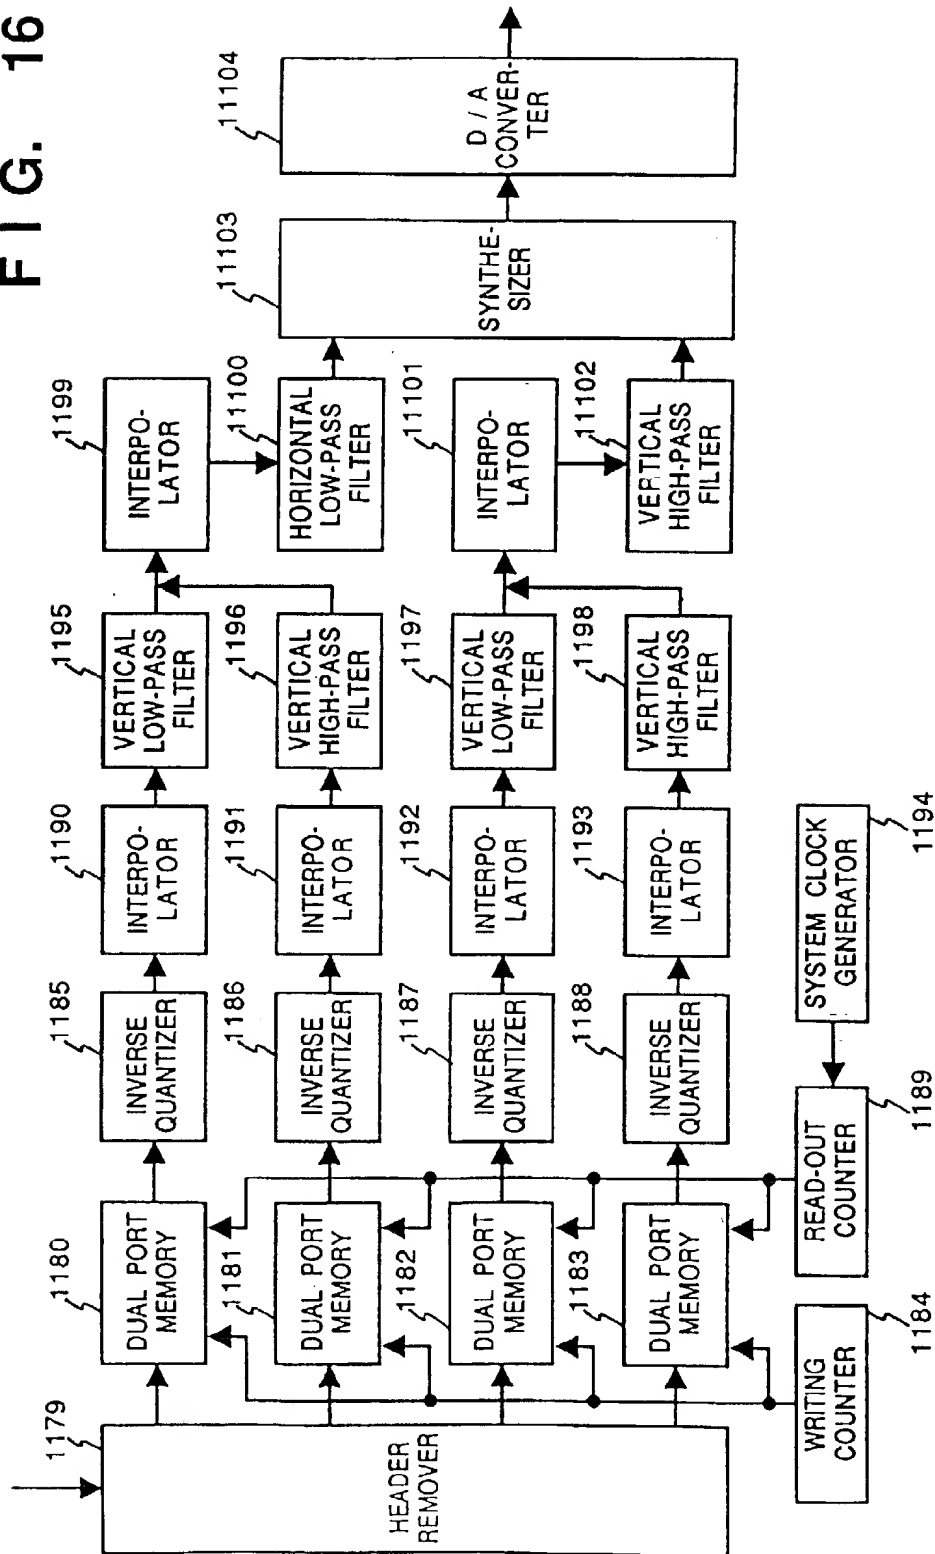 FIG. 16
1179
HEADER
REMOVER
1180
DUAL PORT
MEMORY
1181
DUAL PORT
MEMORY
1182
DUAL PORT
MEMORY
1183
DUAL PORT
MEMORY
WRITING
COUNTER
1184
1185
INVERSE
QUANTIZER
1186
INVERSE
QUANTIZER
1187
INVERSE
QUANTIZER
1188
INVERSE
QUANTIZER
READ-OUT
COUNTER
1189
1190
INTERPO-
LATOR
1191
INTERPO-
LATOR
1192
INTERPO-
LATOR
1193
INTERPO-
LATOR
SYSTEM CLOCK
GENERATOR
1194
1195
VERTICAL
LOW-PASS
FILTER
1196
VERTICAL
HIGH-PASS
FILTER
1197
VERTICAL
LOW-PASS
FILTER
1198
VERTICAL
HIGH-PASS
FILTER
1199
INTERPO-
LATOR
11100
HORIZONTAL
LOW-PASS
FILTER
11101
INTERPO-
LATOR
11102
VERTICAL
HIGH-PASS
FILTER
11103
SYNTHE-
SIZER
11104
D / A
CONVER-
TER